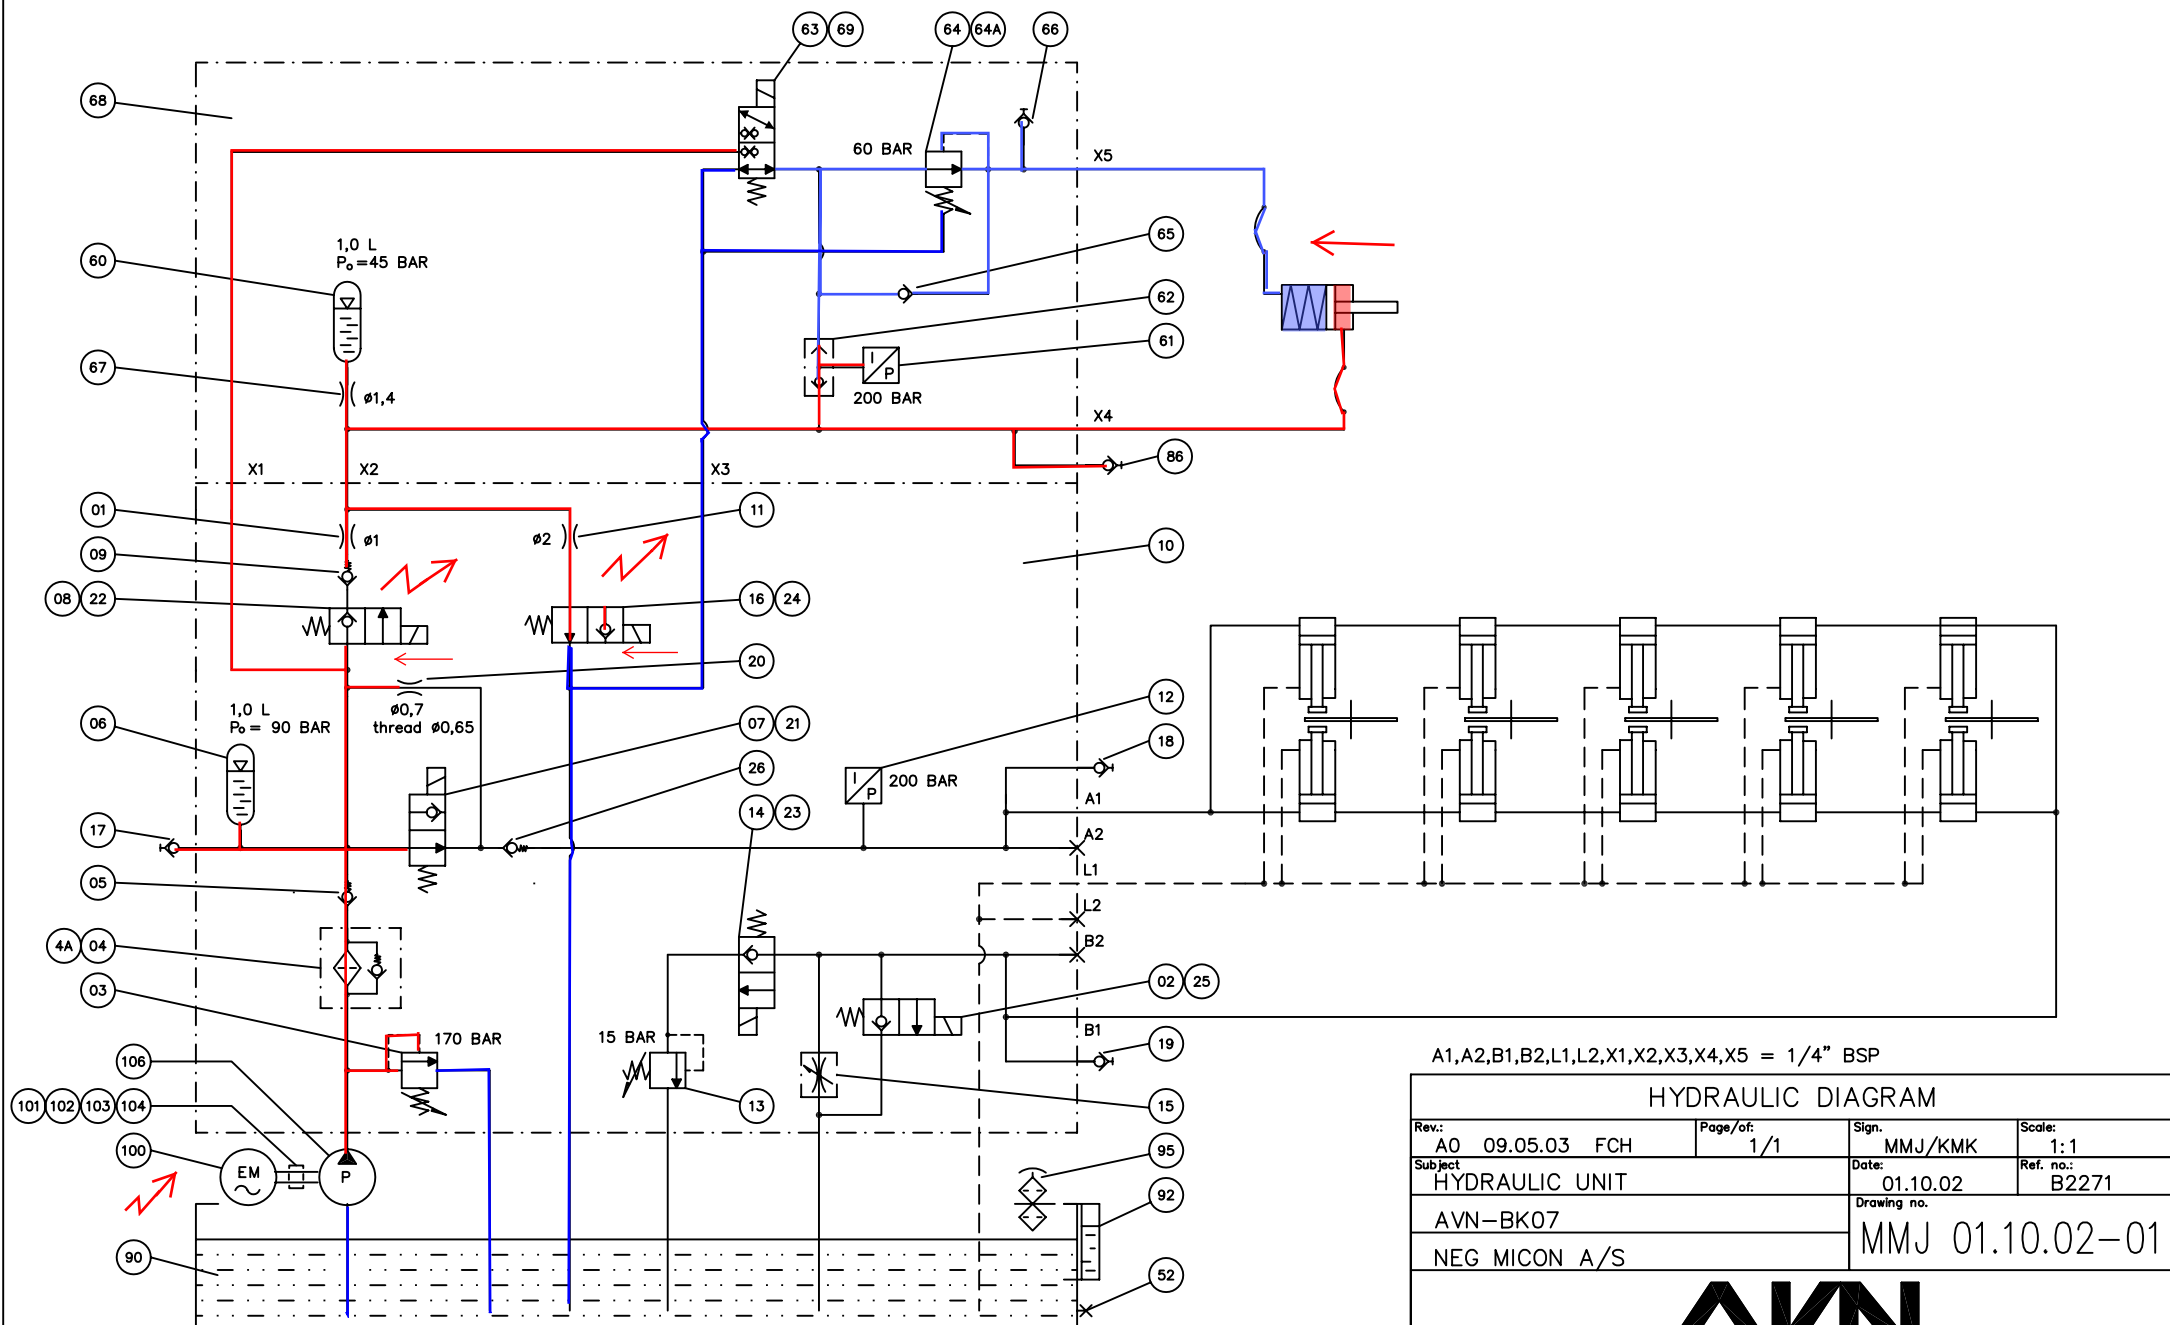 63 69 64 64A 66
68
60 BAR
X5
65
60
1,0 L
P₀=45 BAR
62
61
67
ø1,4
200 BAR
X4
86
X1 X2 X3
01
ø1
11
ø2
10
09
08 22
16 24
20
12
06
1,0 L
P₀= 90 BAR
ø0,7
thread ø0,65
07 21
18
26
I
P
200 BAR
A1
14 23
17
A2
05
L1
L2
4A 04
B2
02 25
03
170 BAR
15 BAR
B1
19
106
101 102 103 104
13
15
100
EM
P
95
92
90
52
A1,A2,B1,B2,L1,L2,X1,X2,X3,X4,X5 = 1/4” BSP
HYDRAULIC DIAGRAM
Rev.: A0 09.05.03 FCH
Page/of: 1/1
Sign. MMJ/KMK
Scale: 1:1
Subject HYDRAULIC UNIT
Date: 01.10.02
Ref. no.: B2271
AVN-BK07
Drawing no. MMJ 01.10.02-01
NEG MICON A/S